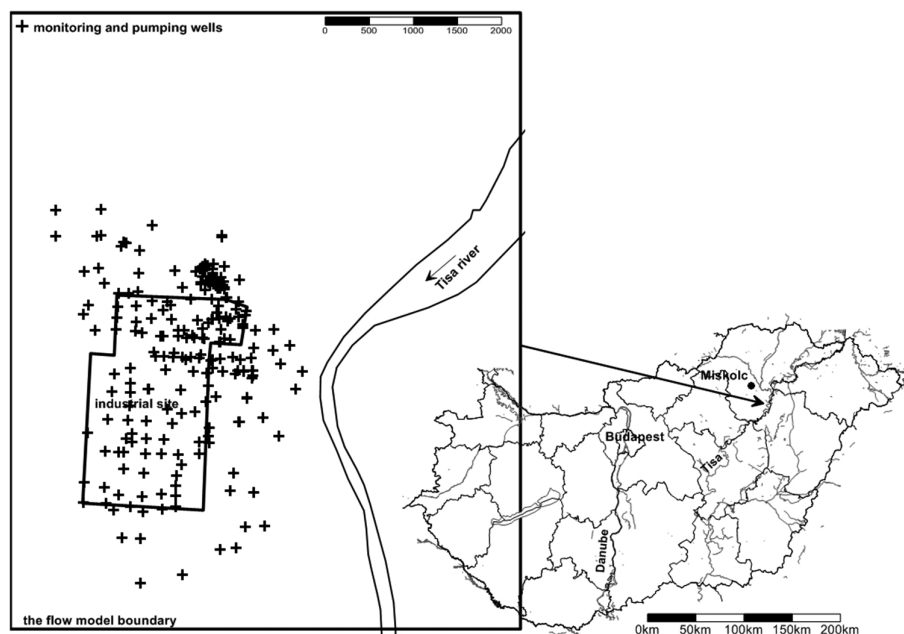 monitoring and pumping wells
0 500 1000 1500 2000
Tisa river
industrial site
the flow model boundary
Miskolc
Budapest
Tisa
Danube
0km 50km 100km 150km 200km